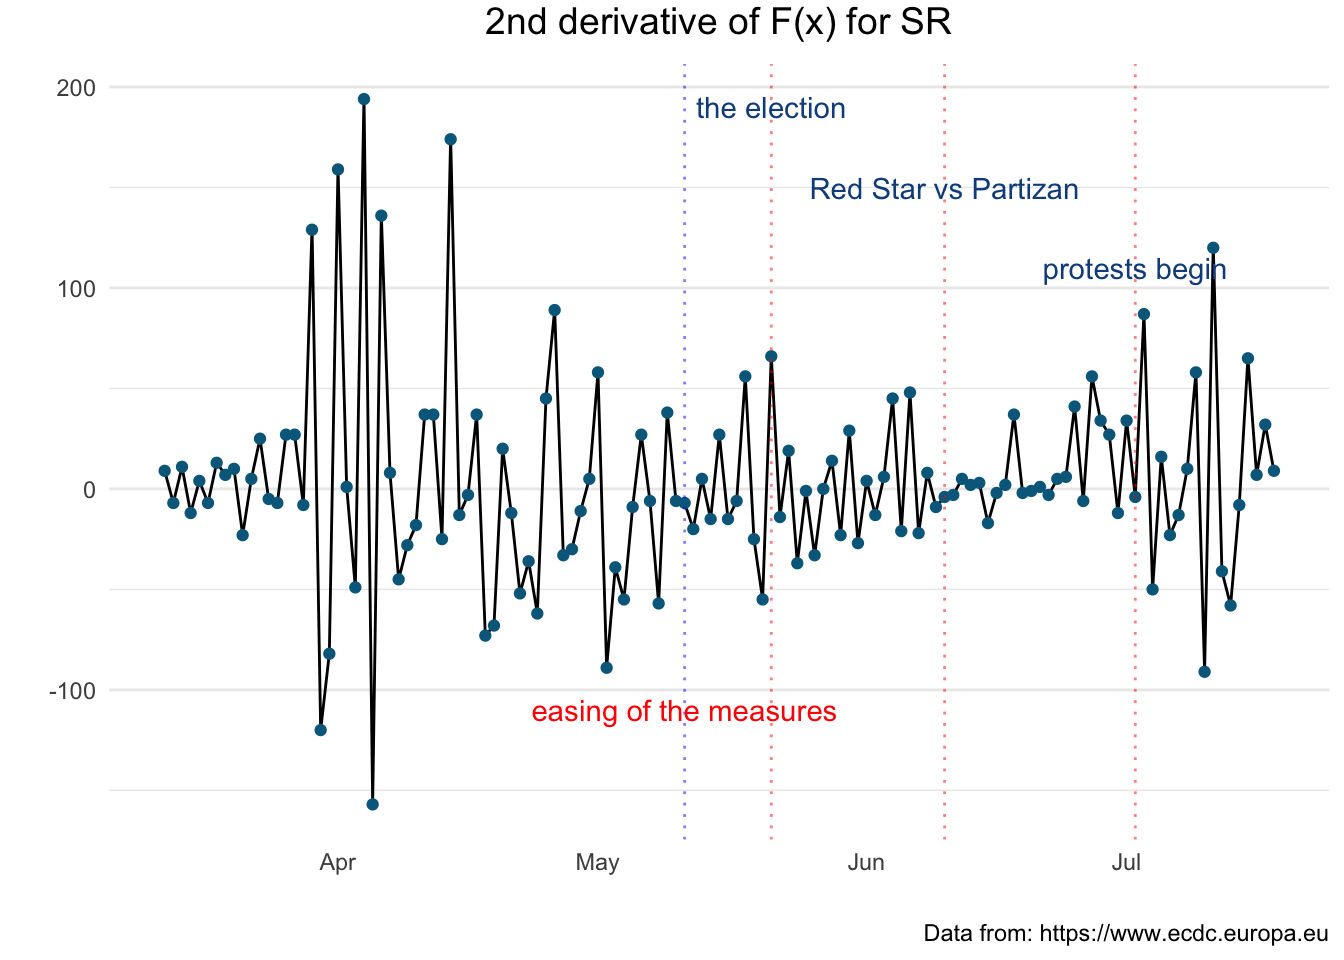 2nd derivative of F(x) for SR
200
the election
Red Star vs Partizan
protests begin
100
0
-100
easing of the measures
Apr May Jun Jul
Data from: https://www.ecdc.europa.eu